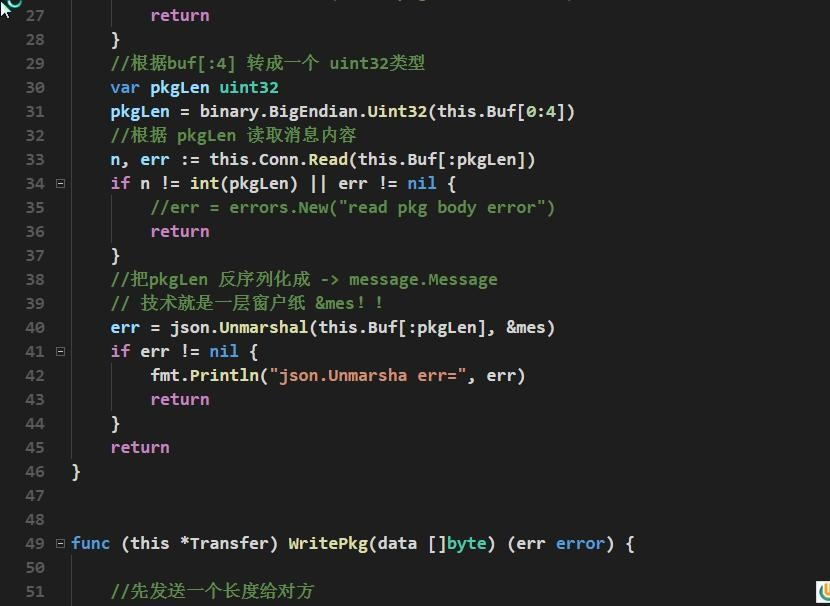 27 return
28 }
29 //根据buf[:4] 转成一个 uint32类型
30 var pkgLen uint32
31 pkgLen = binary.BigEndian.Uint32(this.Buf[0:4])
32 //根据 pkgLen 读取消息内容
33 n, err := this.Conn.Read(this.Buf[:pkgLen])
34 if n != int(pkgLen) || err != nil {
35 //err = errors.New("read pkg body error")
36 return
37 }
38 //把pkgLen 反序列化成 -> message.Message
39 // 技术就是一层窗户纸 &mes！！
40 err = json.Unmarshal(this.Buf[:pkgLen], &mes)
41 if err != nil {
42 fmt.Println("json.Unmarsha err=", err)
43 return
44 }
45 return
46 }
47
48
49 func (this *Transfer) WritePkg(data []byte) (err error) {
50
51 //先发送一个长度给对方